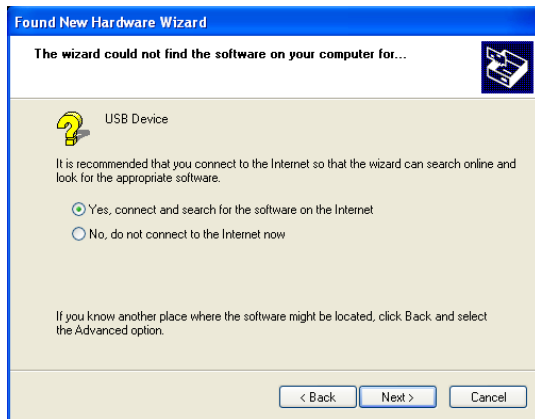 Found New Hardware Wizard
The wizard could not find the software on your computer for...
USB Device
It is recommended that you connect to the Internet so that the wizard can search online and
look for the appropriate software.
Yes, connect and search for the software on the Internet
No, do not connect to the Internet now
If you know another place where the software might be located, click Back and select
the Advanced option.
< Back Next > Cancel